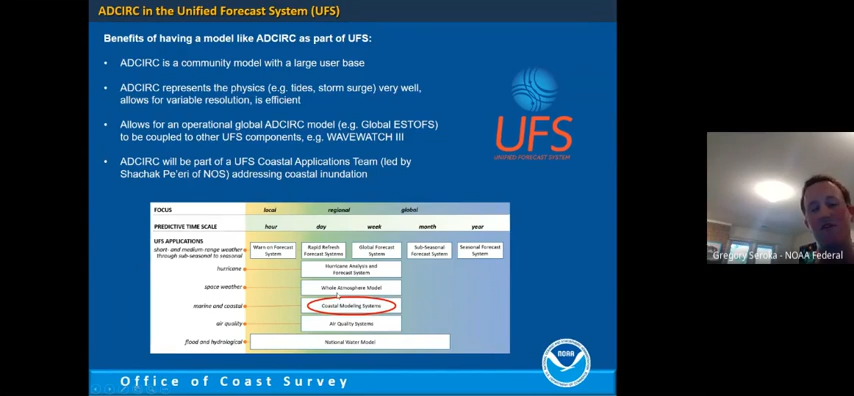 ADCIRC in the Unified Forecast System (UFS)
Benefits of having a model like ADCIRC as part of UFS:
• ADCIRC is a community model with a large user base
• ADCIRC represents the physics (e.g. tides, storm surge) very well,
allows for variable resolution, is efficient
• Allows for an operational global ADCIRC model (e.g. Global ESTOFS)
to be coupled to other UFS components, e.g. WAVEWATCH III
• ADCIRC will be part of a UFS Coastal Applications Team (led by
Shachak Pe'eri of NOS) addressing coastal inundation
UFS
UNIFIED FORECAST SYSTEM
FOCUS local regional global
PREDICTIVE TIME SCALE hour day week month year
UFS APPLICATIONS
short- and medium-range weather
through sub-seasonal to seasonal
Warn on Forecast
System
Rapid Refresh
Forecast Systems
Global Forecast
System
Sub-Seasonal
Forecast System
Seasonal Forecast
System
hurricane
Hurricane Analysis and
Forecast System
space weather
Whole Atmosphere Model
marine and coastal
Coastal Modeling Systems
air quality
Air Quality Systems
flood and hydrological
National Water Model
NOAA
Office of Coast Survey
Gregory Seroka - NOAA Federal